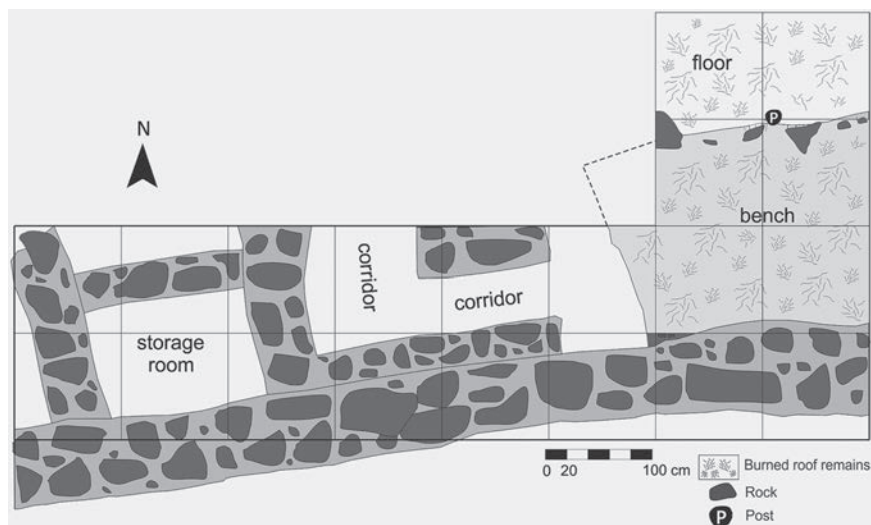 floor
P
N
bench
corridor
corridor
storage
room
0 20 100 cm
Burned roof remains
Rock
P Post